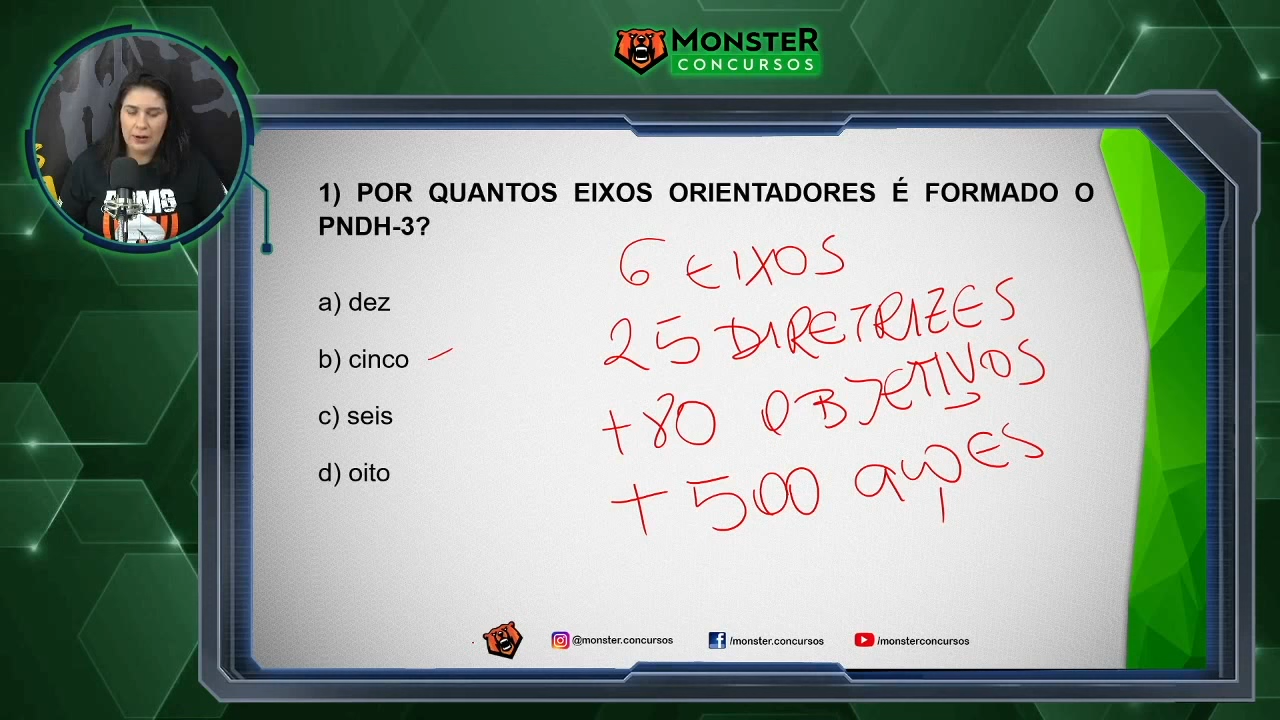 MONSTER
CONCURSOS
1) POR QUANTOS EIXOS ORIENTADORES É FORMADO O
PNDH-3?
a) dez
b) cinco
c) seis
d) oito
6 EIXOS
25 DIRETRIZES
+80 OBJETIVOS
+500 AÇÕES
@monster.concursos
/monster.concursos
/monsterconcursos